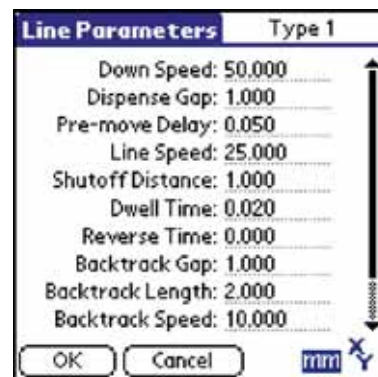 Line Parameters Type 1
Down Speed: 50.000
Dispense Gap: 1.000
Pre-move Delay: 0.050
Line Speed: 25.000
Shutoff Distance: 1.000
Dwell Time: 0.020
Reverse Time: 0.000
Backtrack Gap: 1.000
Backtrack Length: 2.000
Backtrack Speed: 10.000
OK Cancel mm XY